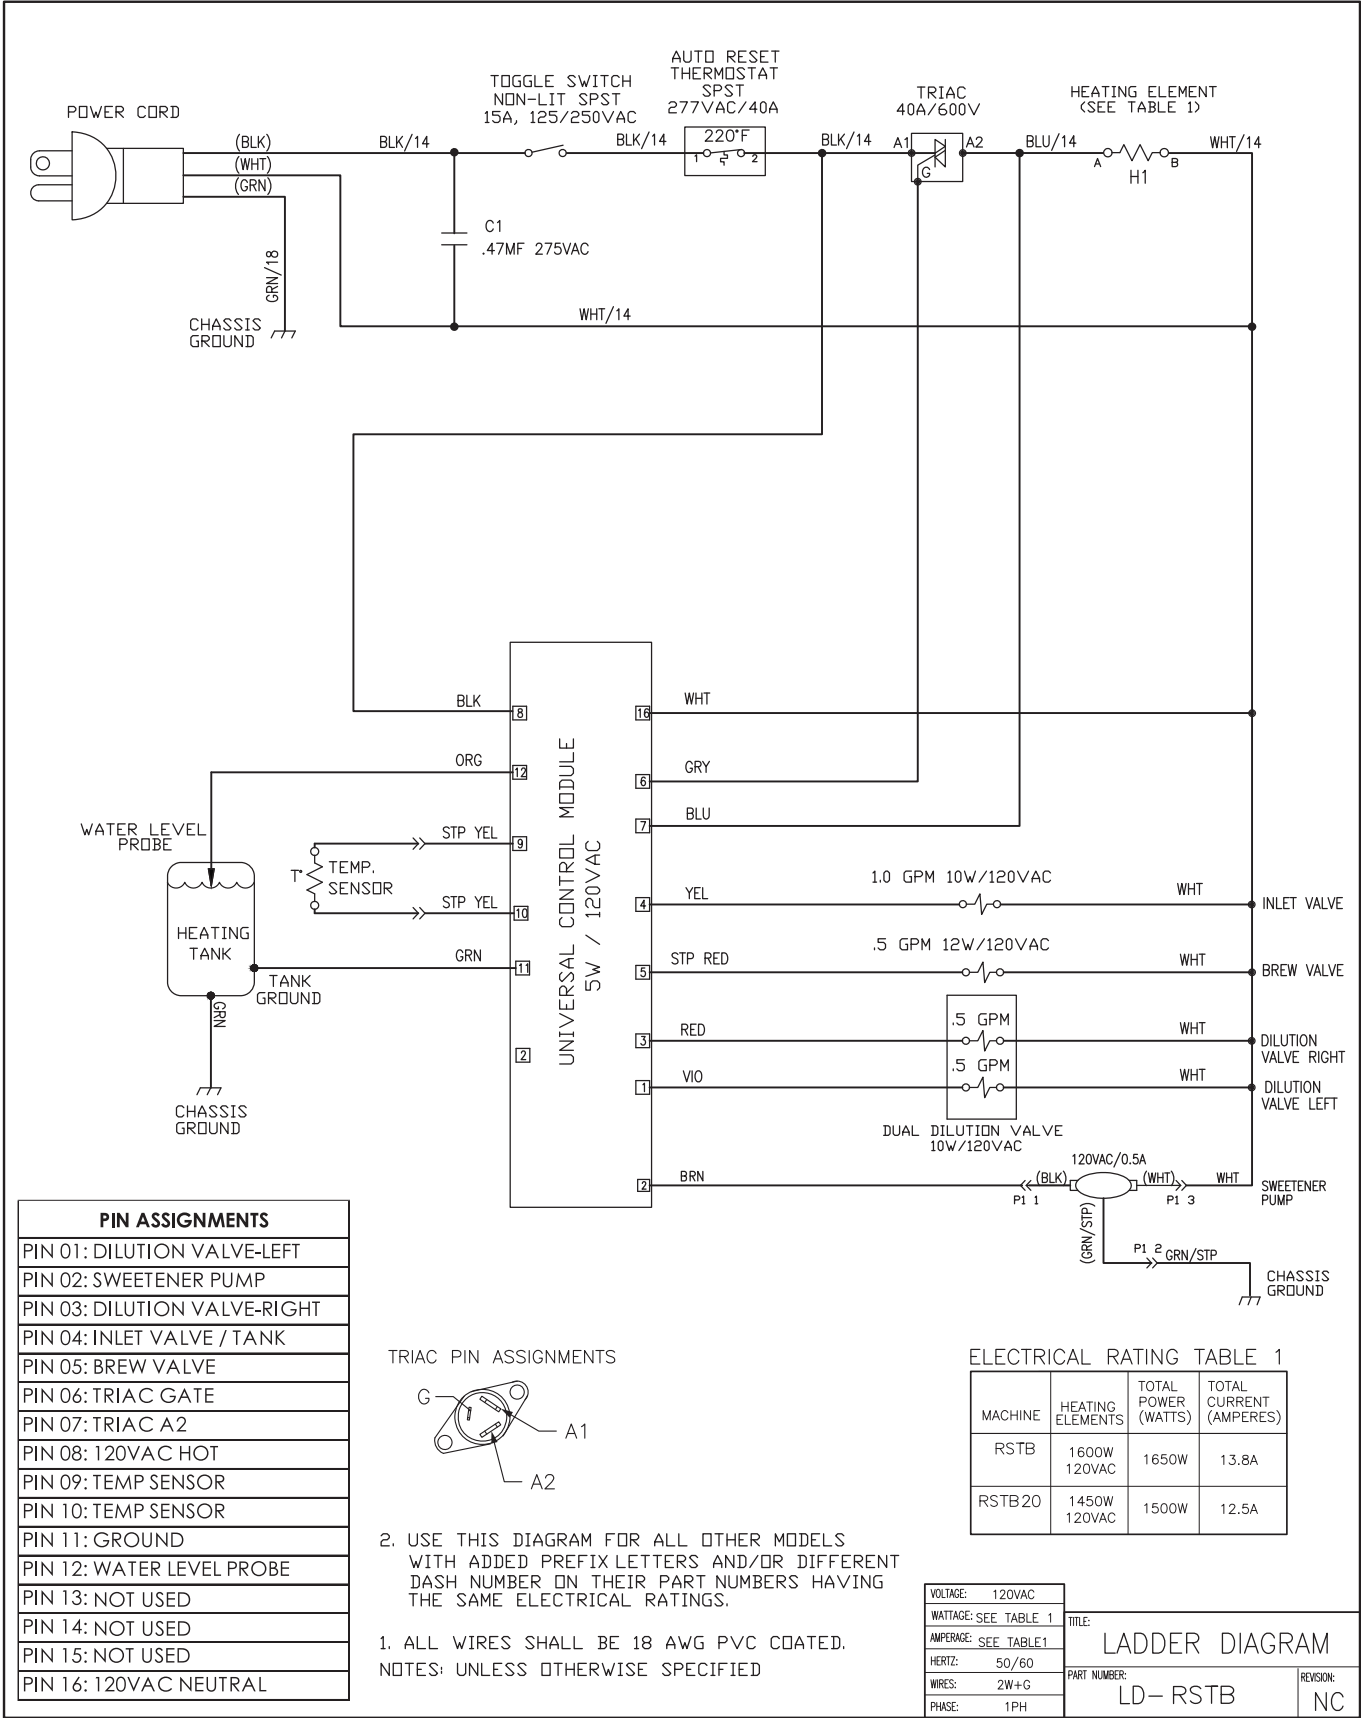 AUTO RESET
THERMOSTAT
SPST
277VAC/40A
TOGGLE SWITCH
NON-LIT SPST
15A, 125/250VAC
TRIAC
40A/600V
HEATING ELEMENT
(SEE TABLE 1)
POWER CORD
(BLK)
BLK/14
BLK/14
220°F
1
2
BLK/14
A1
A2
G
BLU/14
A
B
H1
WHT/14
(WHT)
(GRN)
GRN/18
CHASSIS
GROUND
C1
.47MF 275VAC
WHT/14
UNIVERSAL CONTROL MODULE
5W / 120VAC
BLK
8
ORG
12
WATER LEVEL
PROBE
HEATING
TANK
T°
TEMP.
SENSOR
STP YEL
9
STP YEL
10
GRN
11
TANK
GROUND
GRN
CHASSIS
GROUND
2
16
WHT
6
GRY
7
BLU
4
YEL
1.0 GPM 10W/120VAC
WHT
INLET VALVE
5
STP RED
.5 GPM 12W/120VAC
WHT
BREW VALVE
3
RED
.5 GPM
WHT
DILUTION
VALVE RIGHT
1
VIO
.5 GPM
WHT
DILUTION
VALVE LEFT
DUAL DILUTION VALVE
10W/120VAC
2
BRN
120VAC/0.5A
(BLK)
P1 1
(WHT)
P1 3
WHT
SWEETENER
PUMP
(GRN/STP)
P1 2
GRN/STP
CHASSIS
GROUND
PIN ASSIGNMENTS
PIN 01: DILUTION VALVE-LEFT
PIN 02: SWEETENER PUMP
PIN 03: DILUTION VALVE-RIGHT
PIN 04: INLET VALVE / TANK
PIN 05: BREW VALVE
PIN 06: TRIAC GATE
PIN 07: TRIAC A2
PIN 08: 120VAC HOT
PIN 09: TEMP SENSOR
PIN 10: TEMP SENSOR
PIN 11: GROUND
PIN 12: WATER LEVEL PROBE
PIN 13: NOT USED
PIN 14: NOT USED
PIN 15: NOT USED
PIN 16: 120VAC NEUTRAL
TRIAC PIN ASSIGNMENTS
G
A1
A2
2. USE THIS DIAGRAM FOR ALL OTHER MODELS
WITH ADDED PREFIX LETTERS AND/OR DIFFERENT
DASH NUMBER ON THEIR PART NUMBERS HAVING
THE SAME ELECTRICAL RATINGS.
1. ALL WIRES SHALL BE 18 AWG PVC COATED.
NOTES: UNLESS OTHERWISE SPECIFIED
ELECTRICAL RATING TABLE 1
MACHINE
HEATING
ELEMENTS
TOTAL
POWER
(WATTS)
TOTAL
CURRENT
(AMPERES)
RSTB
1600W
120VAC
1650W
13.8A
RSTB20
1450W
120VAC
1500W
12.5A
VOLTAGE: 120VAC
WATTAGE: SEE TABLE 1
AMPERAGE: SEE TABLE1
HERTZ: 50/60
WIRES: 2W+G
PHASE: 1PH
TITLE:
LADDER DIAGRAM
PART NUMBER:
LD-RSTB
REVISION:
NC